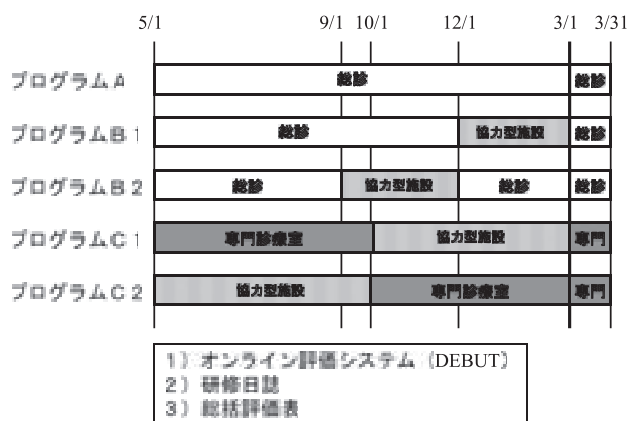 5/1 9/1 10/1 12/1 3/1 3/31
プログラムA 総診 総診
プログラムB1 総診 協力型施設 総診
プログラムB2 総診 協力型施設 総診 総診
プログラムC1 専門診療室 協力型施設 専門
プログラムC2 協力型施設 専門診療室 専門
1）オンライン評価システム（DEBUT）
2）研修日誌
3）総括評価表